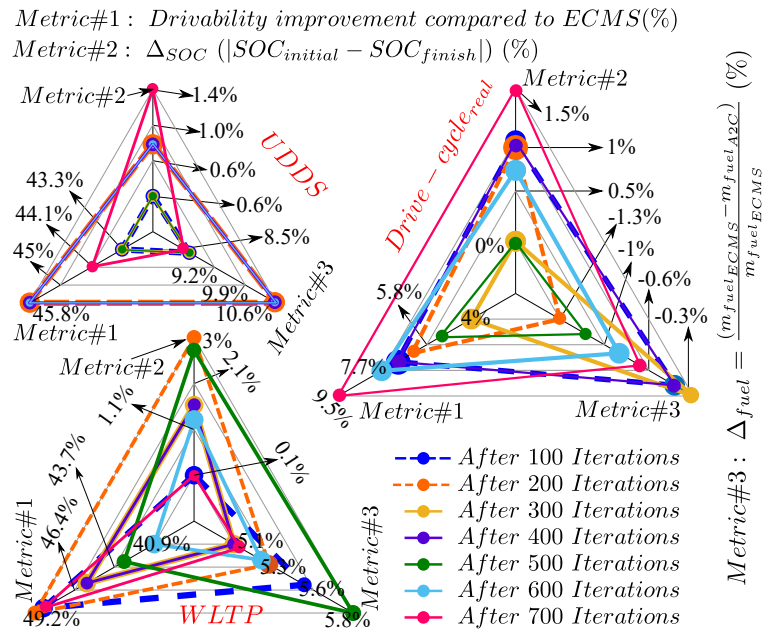 Metric#1 : Drivability improvement compared to ECMS(%)
Metric#2 : Δ_SOC (|SOC_initial − SOC_finish|) (%)
Metric#2
1.4%
1.0%
0.6%
0.6%
8.5%
43.3%
44.1%
45%
45.8%
9.2%
9.9%
10.6%
Metric#1
Metric#3
UDDS
Metric#2
1.5%
1%
0.5%
0%
-1.3%
-1%
-0.6%
-0.3%
4%
5.8%
7.7%
9.5%
Metric#1
Metric#3
Drive − cycle_real
Metric#2
3%
2.1%
1.1%
0.1%
43.7%
46.4%
40.9%
49.2%
5.1%
5.3%
5.6%
5.8%
Metric#1
Metric#3
WLTP
After 100 Iterations
After 200 Iterations
After 300 Iterations
After 400 Iterations
After 500 Iterations
After 600 Iterations
After 700 Iterations
Metric#3 : Δ_fuel = (m_fuel_ECMS − m_fuel_A2C) / m_fuel_ECMS (%)